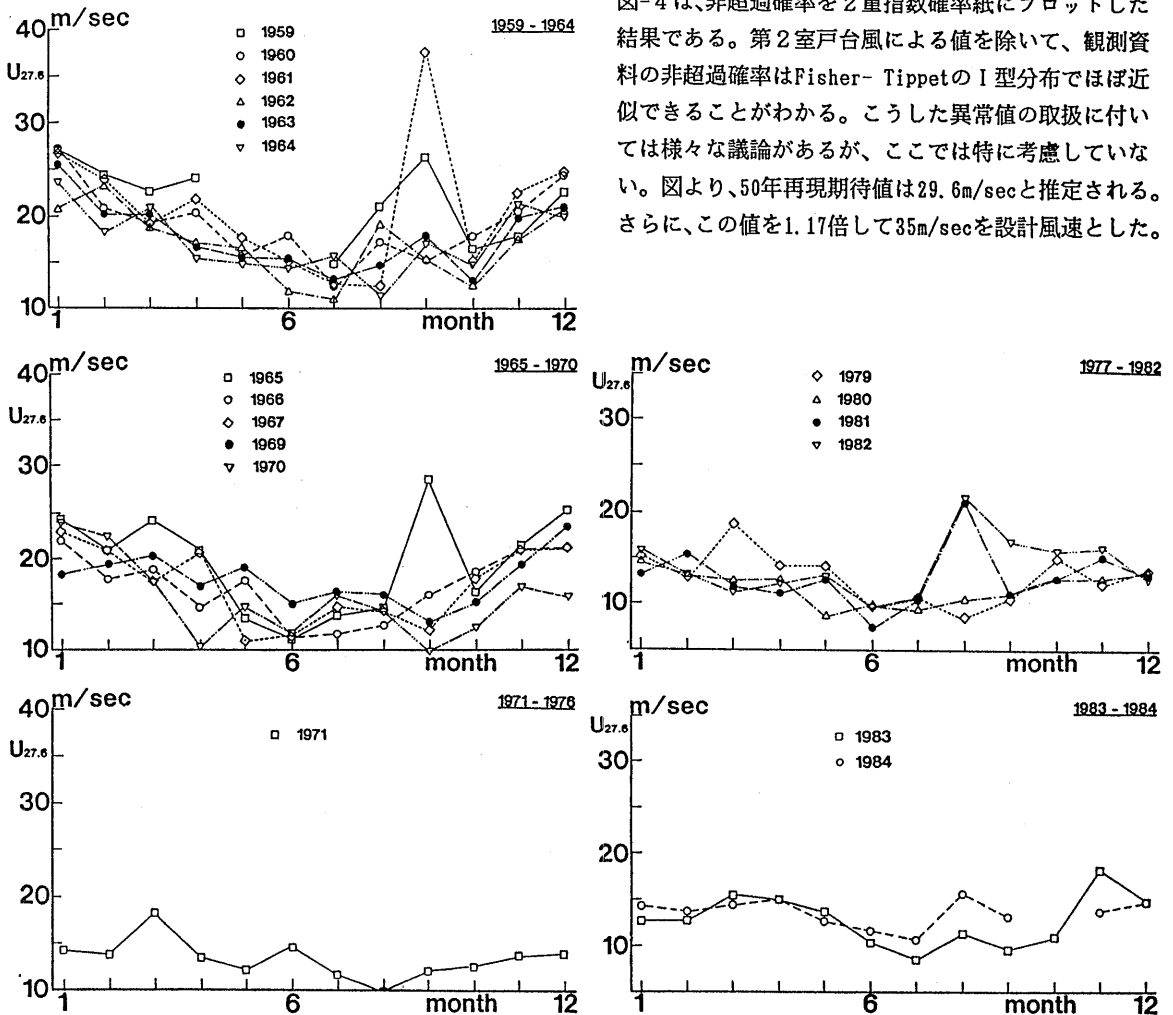 図-4は、非超過確率を2重指数確率紙にプロットした
結果である。第2室戸台風による値を除いて、観測資
料の非超過確率はFisher- TippetのⅠ型分布でほぼ近
似できることがわかる。こうした異常値の取扱に付い
ては様々な議論があるが、ここでは特に考慮していな
い。図より、50年再現期待値は29.6m/secと推定される。
さらに、この値を1.17倍して35m/secを設計風速とした。
40 m/sec
1959 - 1964
U27.6
30
20
10
1959
1960
1961
1962
1963
1964
1 6 month 12
40 m/sec
1965 - 1970
U27.6
30
20
10
1965
1966
1967
1969
1970
1 6 month 12
m/sec
1977 - 1982
U27.6
30
20
10
1979
1980
1981
1982
1 6 month 12
40 m/sec
1971 - 1976
U27.6
30
20
10
1971
1 6 month 12
m/sec
1983 - 1984
U27.6
30
20
10
1983
1984
1 6 month 12